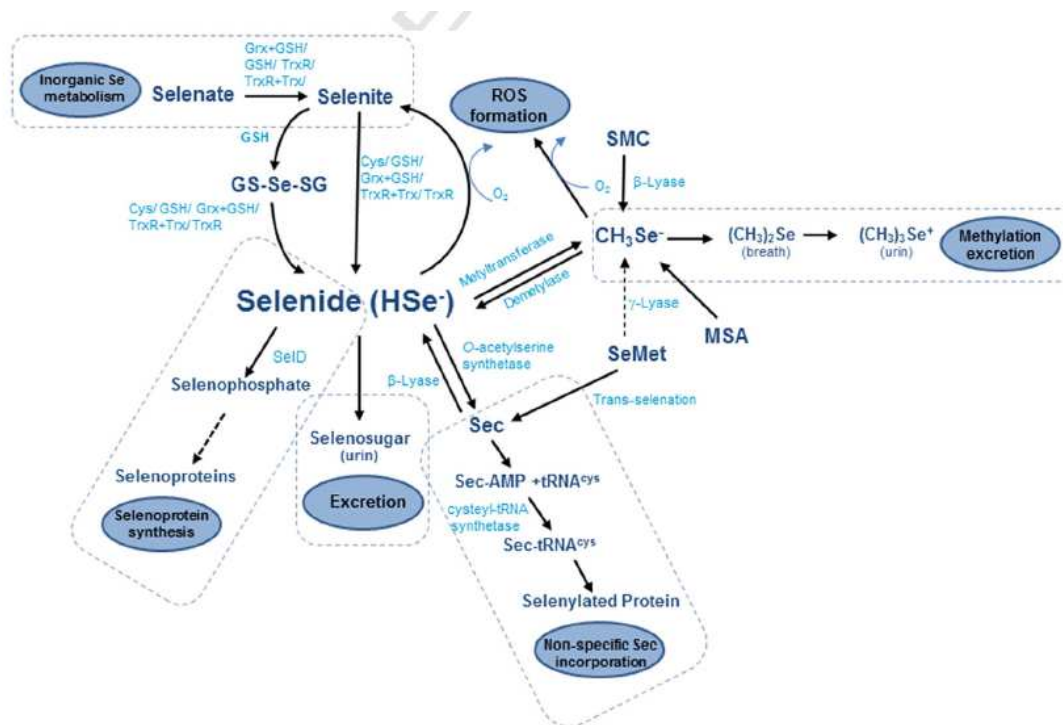 Inorganic Se
metabolism
Selenate
Grx+GSH/
GSH/ TrxR/
TrxR+Trx/
Selenite
ROS
formation
GSH
GS-Se-SG
Cys/ GSH/ Grx+GSH/
TrxR+Trx/ TrxR
Cys/ GSH/
Grx+GSH/
TrxR+Trx/ TrxR
O₂
O₂
SMC
β-Lyase
CH₃Se⁻
(CH₃)₂Se
(breath)
(CH₃)₃Se⁺
(urin)
Methylation
excretion
Metyltransferase
Demetylase
Selenide (HSe⁻)
γ-Lyase
MSA
SeMet
SelD
Selenophosphate
O-acetylserine
synthetase
β-Lyase
Trans-selenation
Sec
Selenosugar
(urin)
Excretion
Selenoproteins
Selenoprotein
synthesis
Sec-AMP +tRNAᶜʸˢ
cysteyl-tRNA
synthetase
Sec-tRNAᶜʸˢ
Selenylated Protein
Non-specific Sec
incorporation